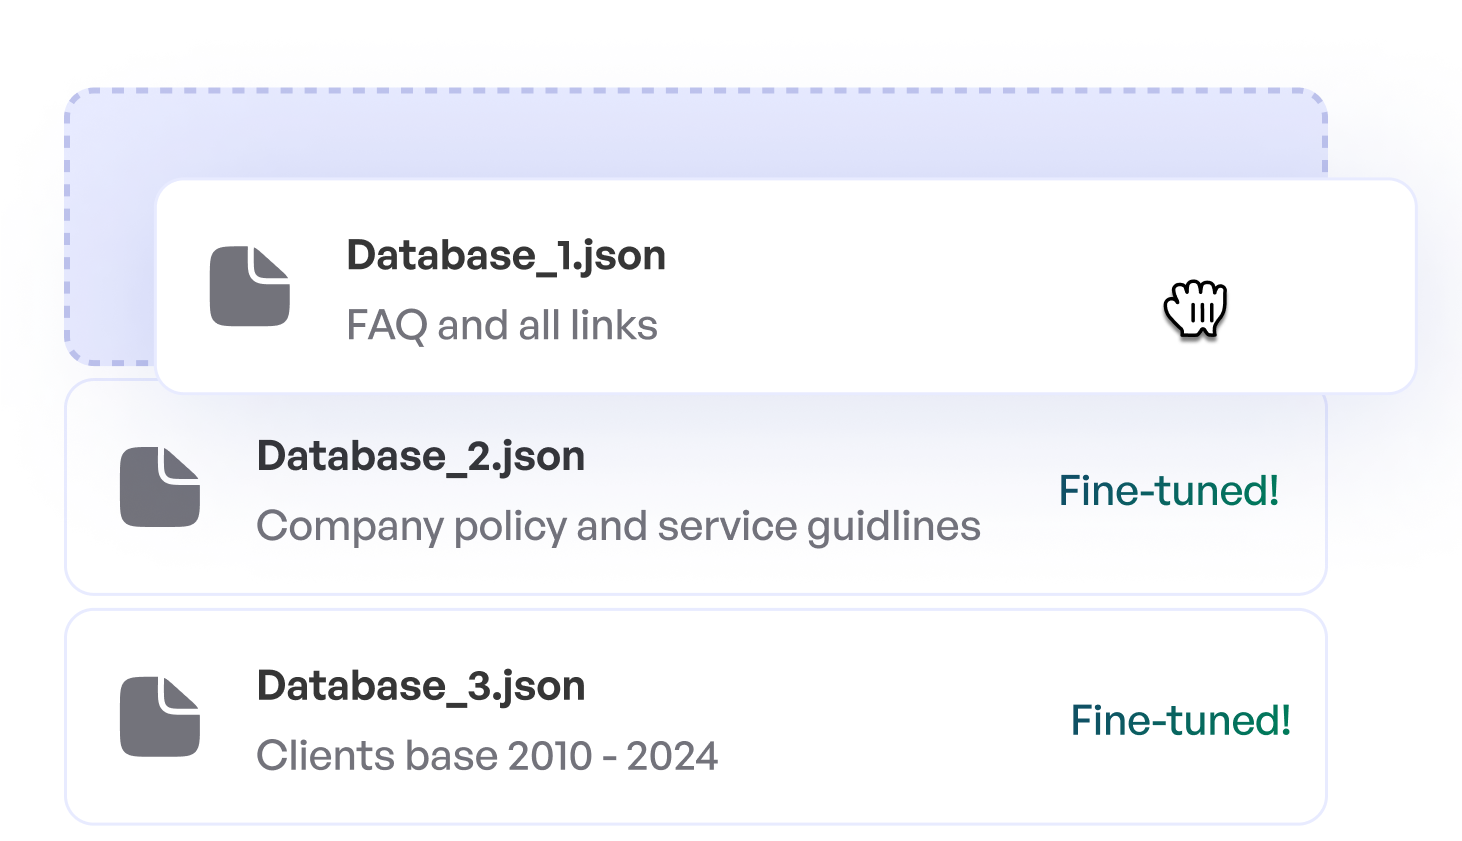 Database_1.json
FAQ and all links
Database_2.json
Company policy and service guidlines
Fine-tuned!
Database_3.json
Clients base 2010 - 2024
Fine-tuned!